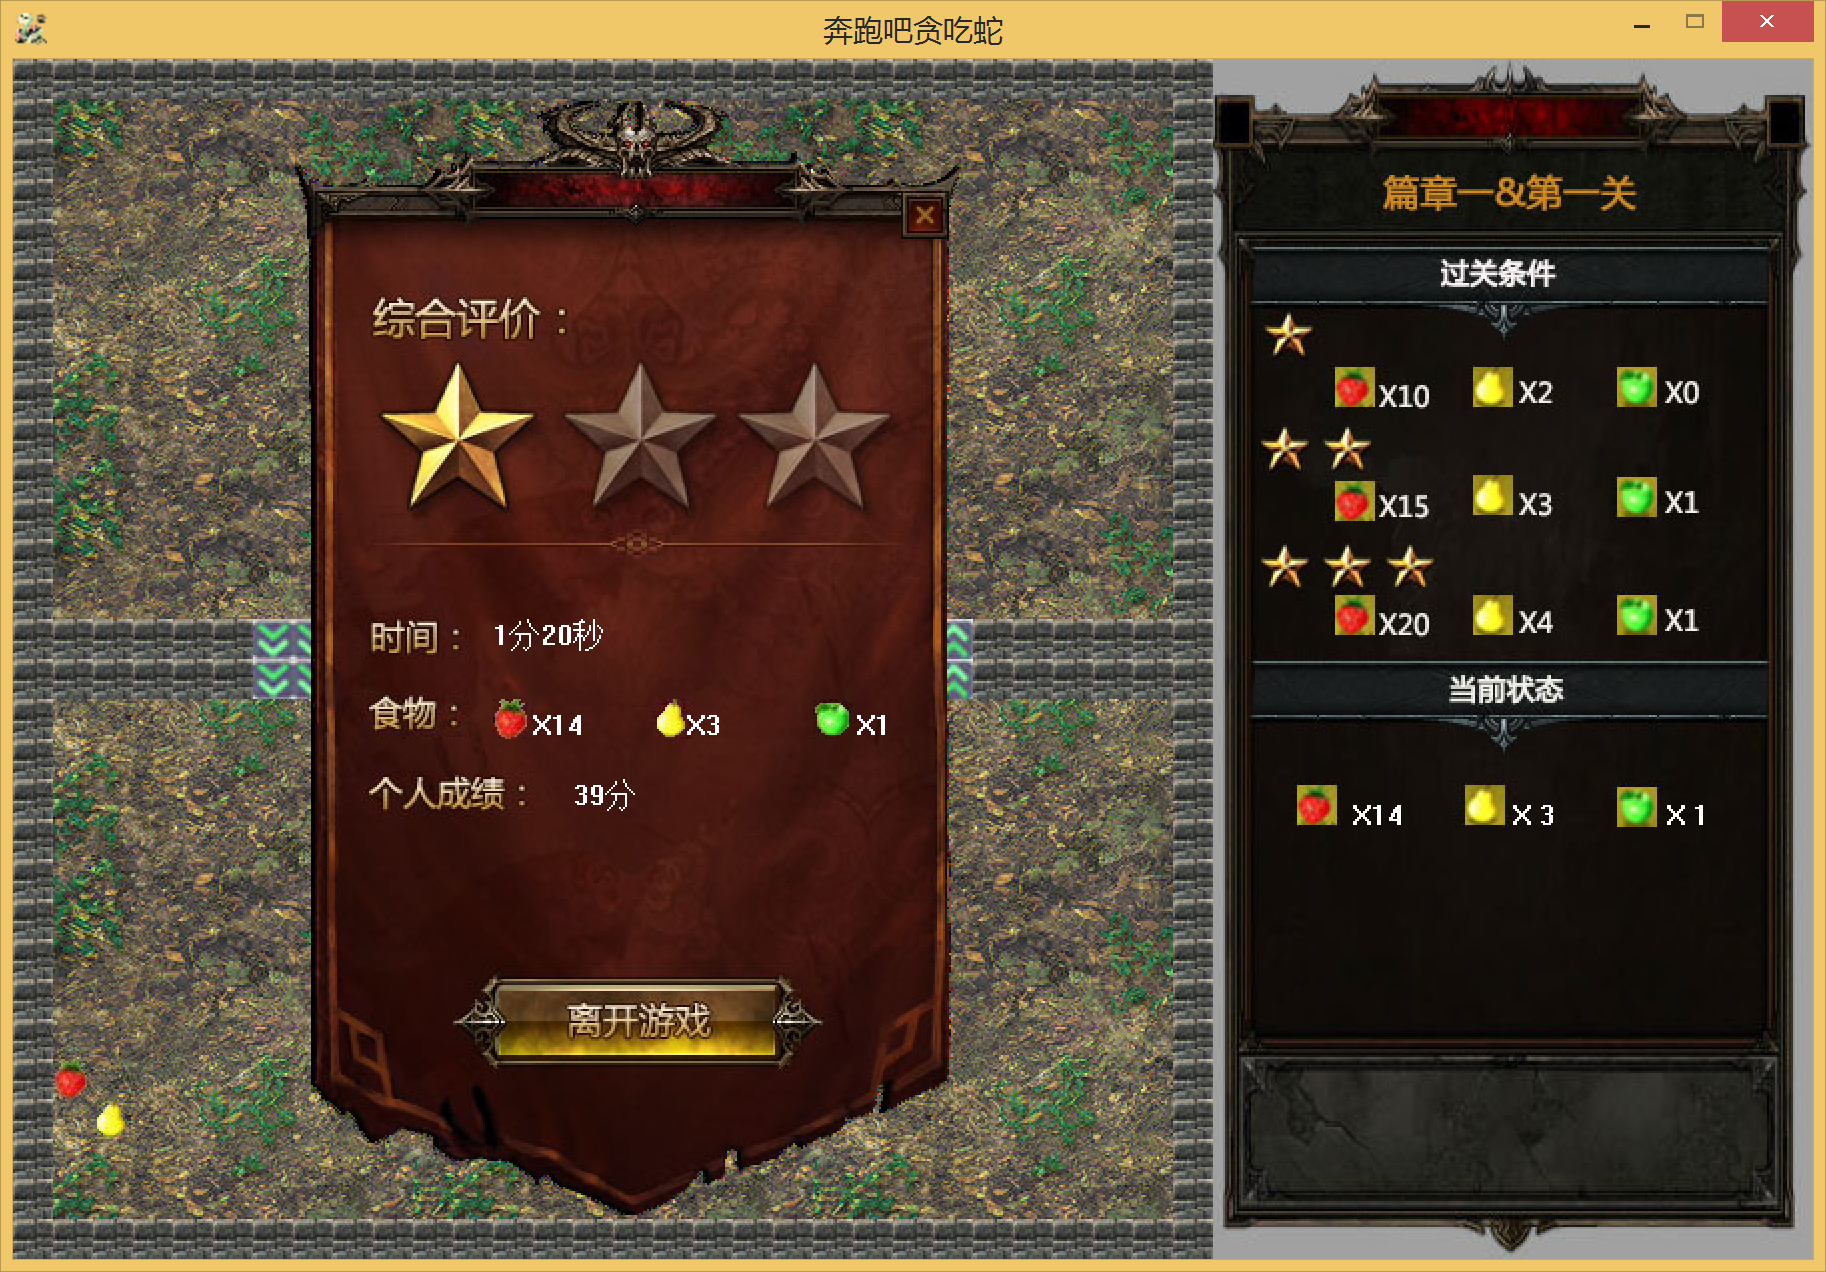 奔跑吧贪吃蛇
综合评价：
时间： 1分20秒
食物： X14 X3 X1
个人成绩： 39分
离开游戏
篇章一&第一关
过关条件
X10 X2 X0
X15 X3 X1
X20 X4 X1
当前状态
X14 X 3 X 1